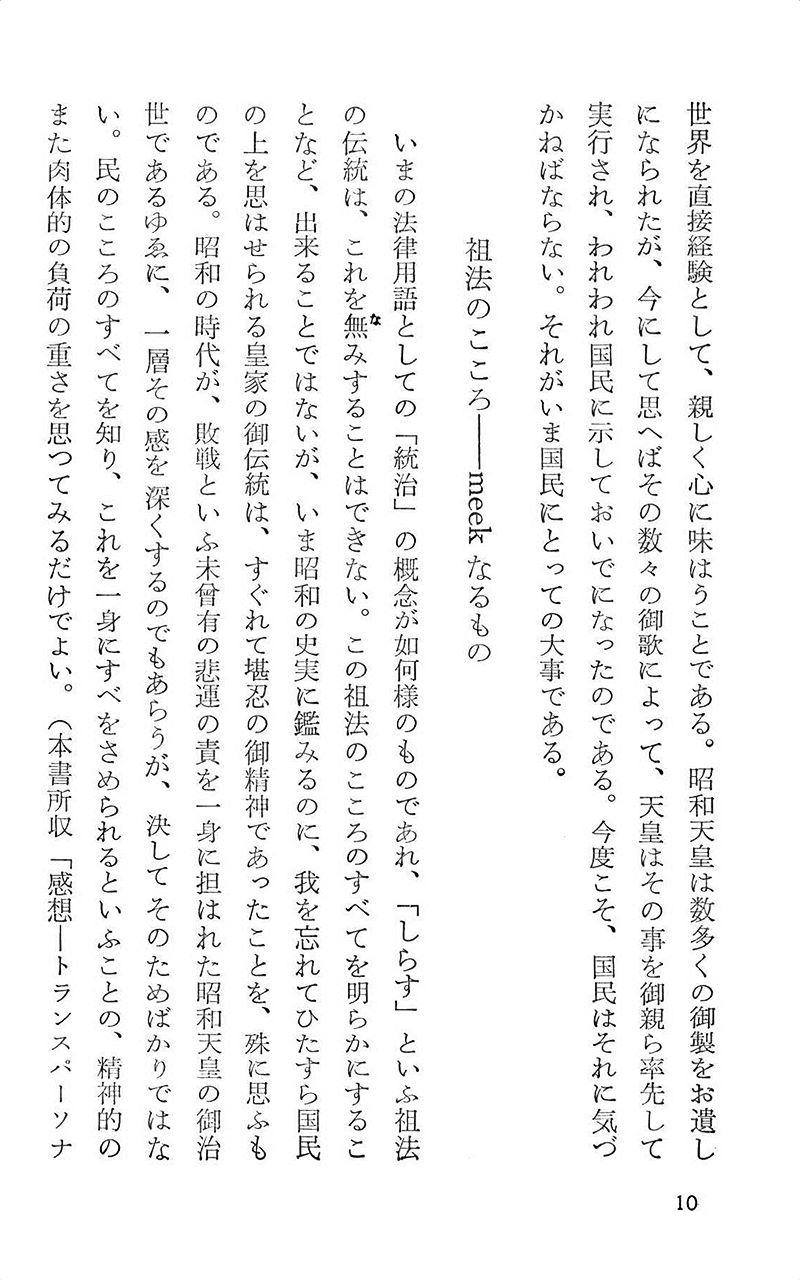 世界を直接経験として、親しく心に味はうことである。昭和天皇は数多くの御製をお遺し
になられたが、今にして思へばその数々の御歌によって、天皇はその事を御親ら率先して
実行され、われわれ国民に示しておいでになったのである。今度こそ、国民はそれに気づ
かねばならない。それがいま国民にとっての大事である。
祖法のこころ――meekなるもの
いまの法律用語としての「統治」の概念が如何様のものであれ、「しらす」といふ祖法
の伝統は、これを無みすることはできない。この祖法のこころのすべてを明らかにするこ
な
となど、出来ることではないが、いま昭和の史実に鑑みるのに、我を忘れてひたすら国民
の上を思はせられる皇家の御伝統は、すぐれて堪忍の御精神であったことを、殊に思ふも
のである。昭和の時代が、敗戦といふ未曾有の悲運の責を一身に担はれた昭和天皇の御治
世であるゆゑに、一層その感を深くするのでもあらうが、決してそのためばかりではな
い。民のこころのすべてを知り、これを一身にすべをさめられるといふことの、精神的の
また肉体的の負荷の重さを思つてみるだけでよい。（本書所収「感想―トランスパーソナ
10